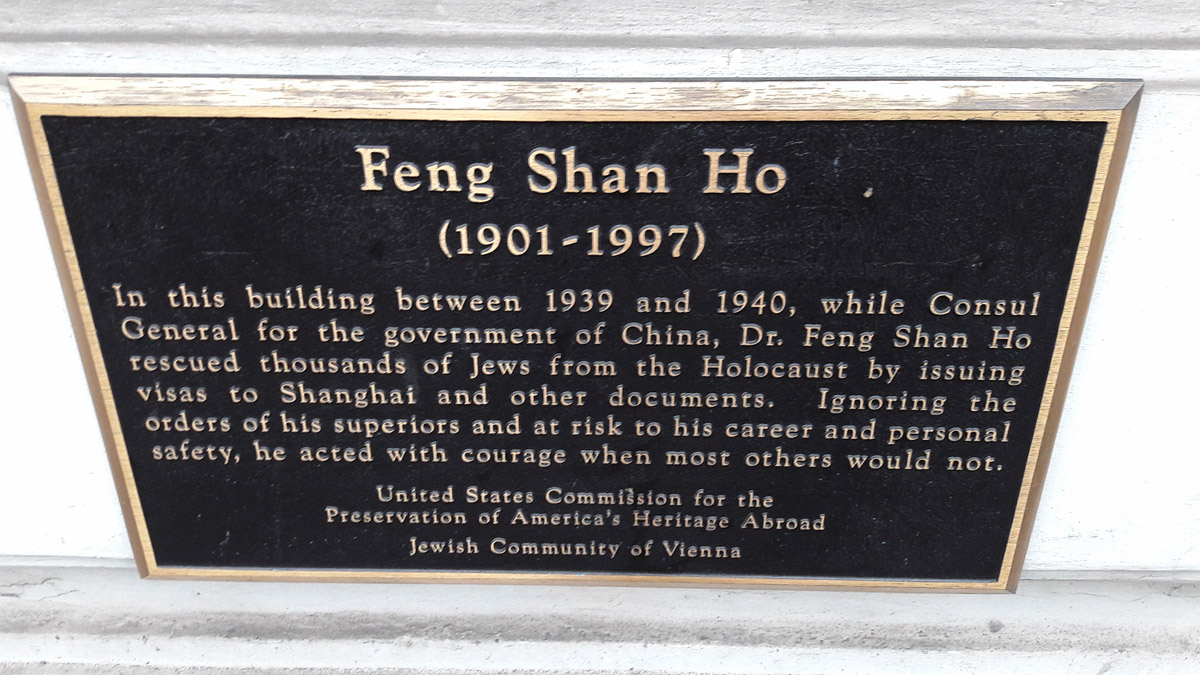 Feng Shan Ho
(1901-1997)
In this building between 1939 and 1940, while Consul
General for the government of China, Dr. Feng Shan Ho
rescued thousands of Jews from the Holocaust by issuing
visas to Shanghai and other documents. Ignoring the
orders of his superiors and at risk to his career and personal
safety, he acted with courage when most others would not.
United States Commission for the
Preservation of America's Heritage Abroad
Jewish Community of Vienna